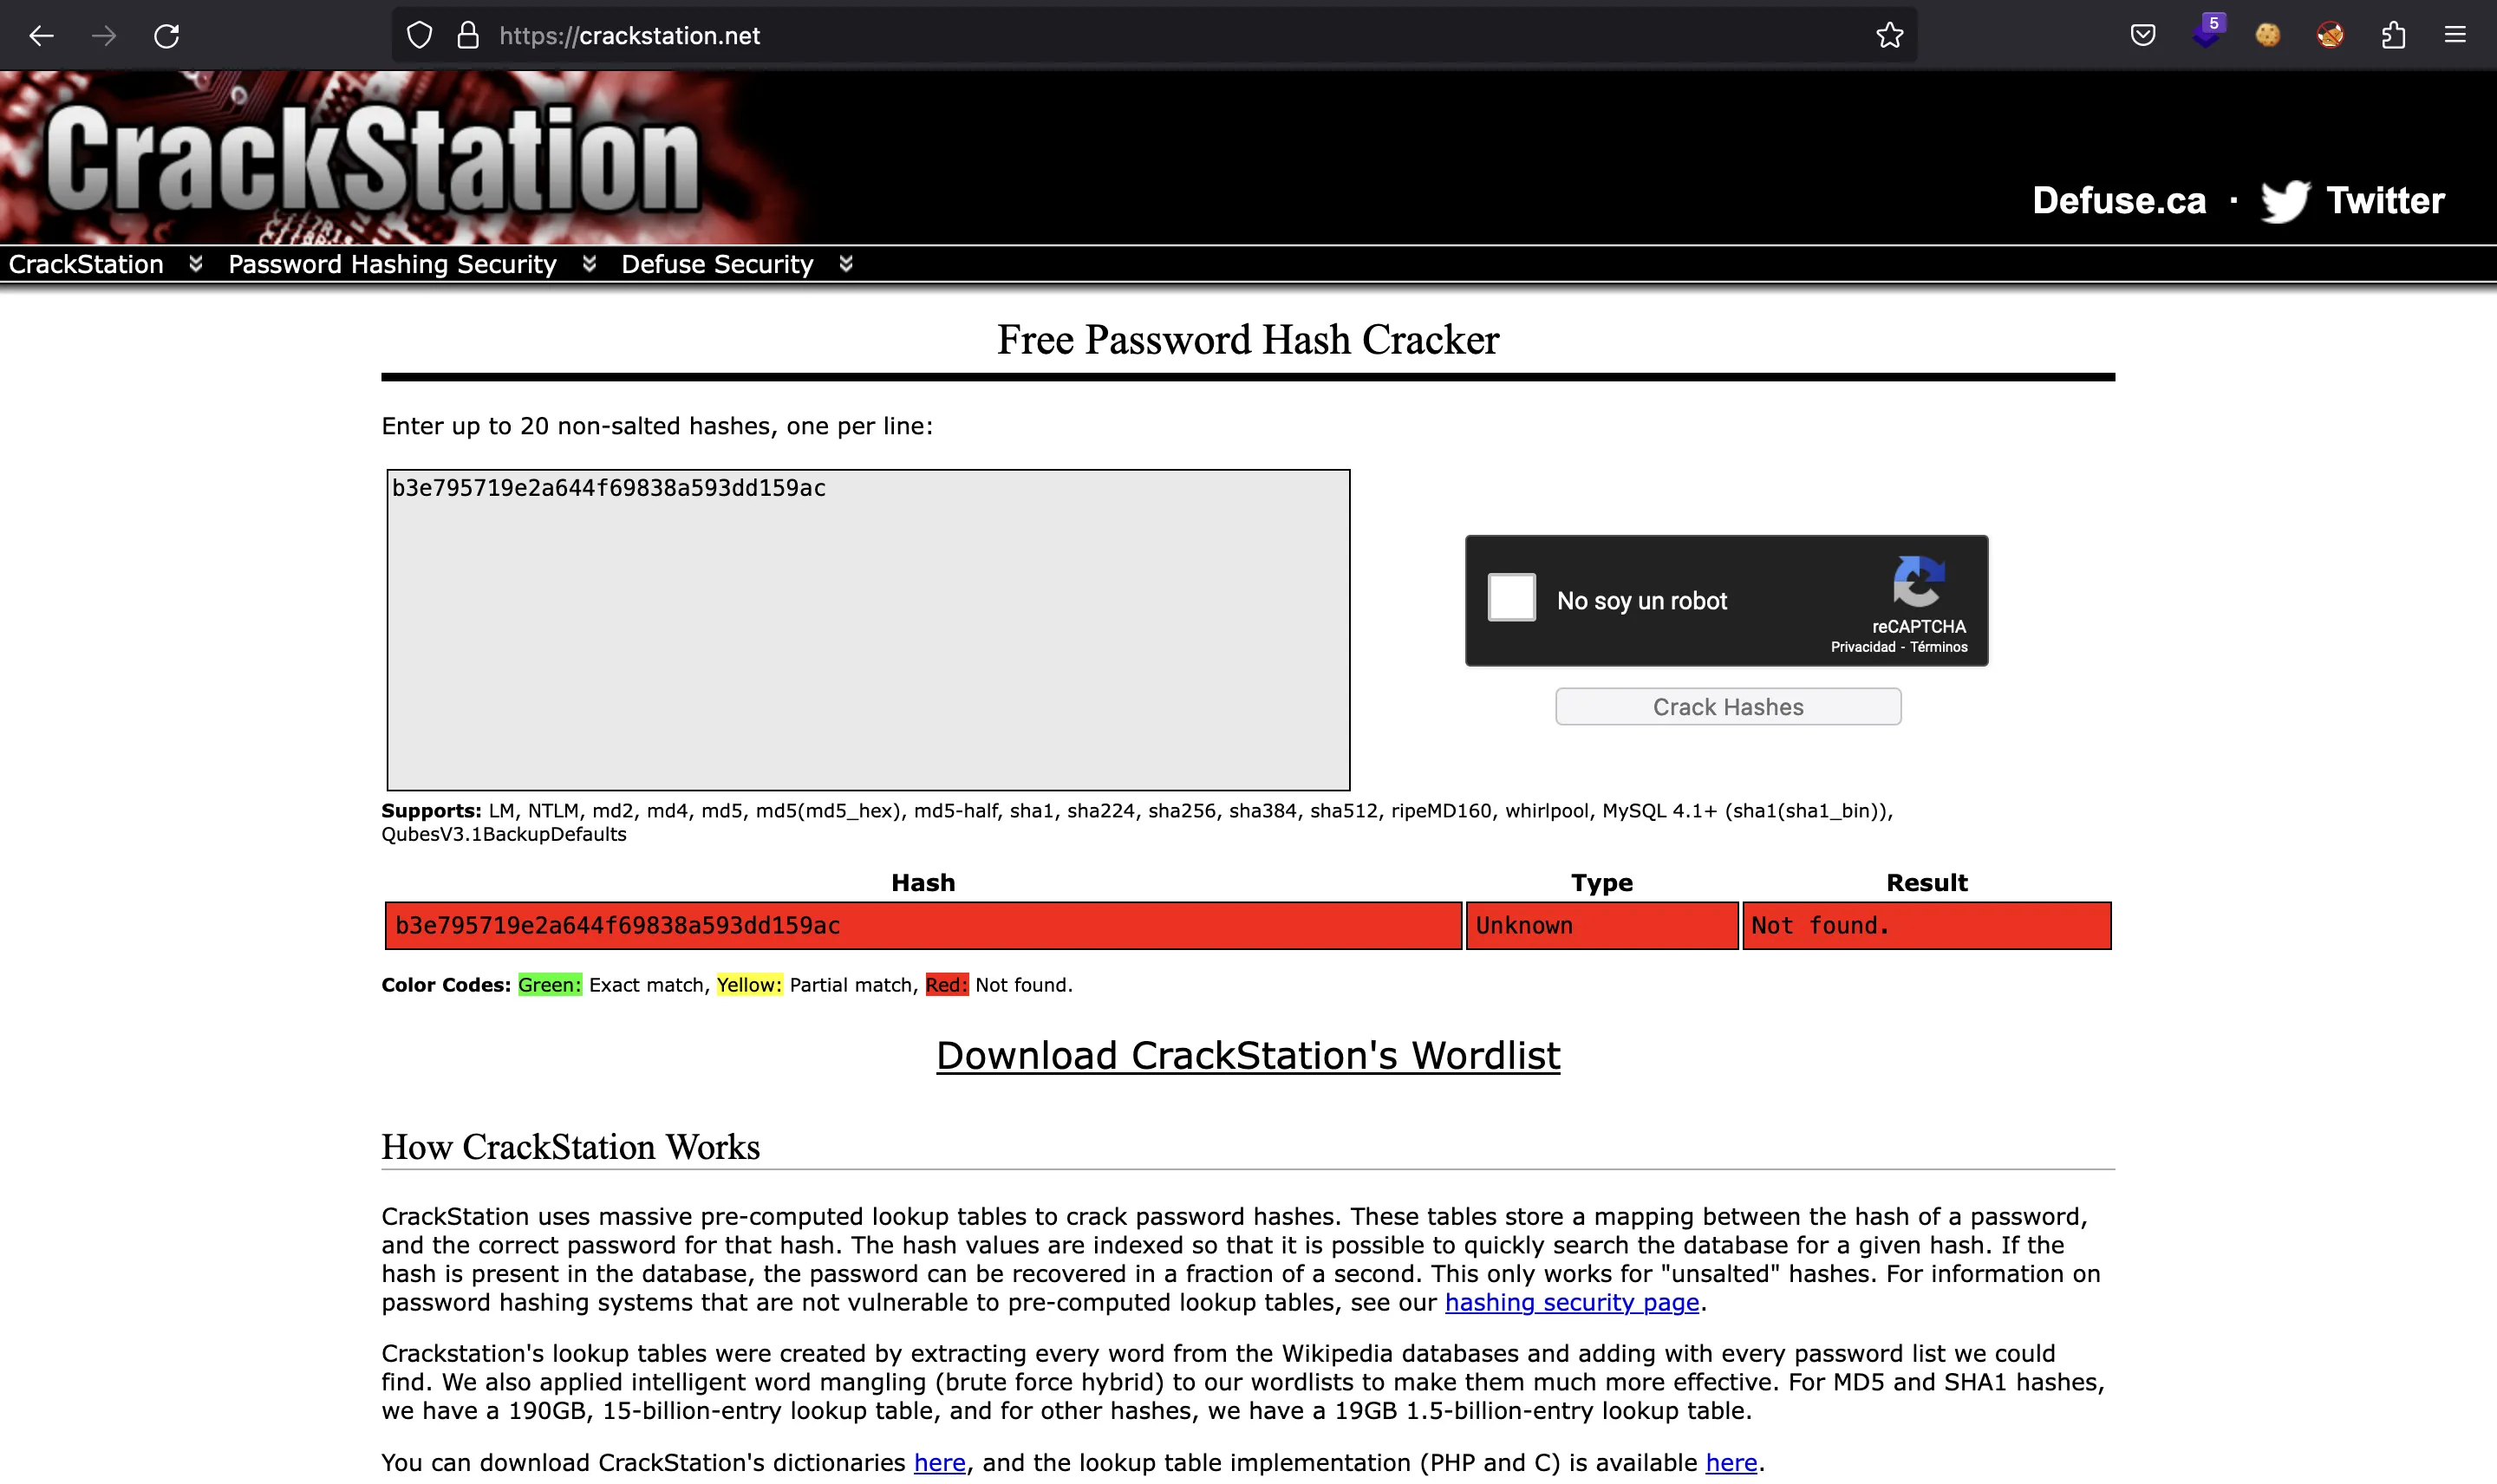 https://crackstation.net
5
CrackStation
Defuse.ca · Twitter
CrackStation Password Hashing Security Defuse Security
Free Password Hash Cracker
Enter up to 20 non-salted hashes, one per line:
b3e795719e2a644f69838a593dd159ac
No soy un robot
reCAPTCHA
Privacidad - Términos
Crack Hashes
Supports: LM, NTLM, md2, md4, md5, md5(md5_hex), md5-half, sha1, sha224, sha256, sha384, sha512, ripeMD160, whirlpool, MySQL 4.1+ (sha1(sha1_bin)),
QubesV3.1BackupDefaults
Hash Type Result
b3e795719e2a644f69838a593dd159ac Unknown Not found.
Color Codes: Green: Exact match, Yellow: Partial match, Red: Not found.
Download CrackStation's Wordlist
How CrackStation Works
CrackStation uses massive pre-computed lookup tables to crack password hashes. These tables store a mapping between the hash of a password,
and the correct password for that hash. The hash values are indexed so that it is possible to quickly search the database for a given hash. If the
hash is present in the database, the password can be recovered in a fraction of a second. This only works for "unsalted" hashes. For information on
password hashing systems that are not vulnerable to pre-computed lookup tables, see our hashing security page.
Crackstation's lookup tables were created by extracting every word from the Wikipedia databases and adding with every password list we could
find. We also applied intelligent word mangling (brute force hybrid) to our wordlists to make them much more effective. For MD5 and SHA1 hashes,
we have a 190GB, 15-billion-entry lookup table, and for other hashes, we have a 19GB 1.5-billion-entry lookup table.
You can download CrackStation's dictionaries here, and the lookup table implementation (PHP and C) is available here.